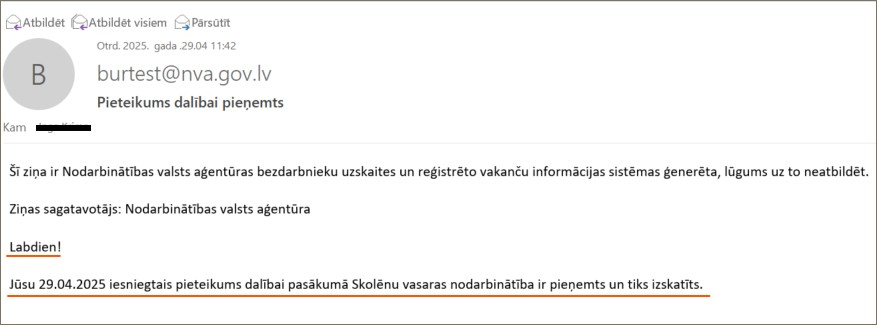 Atbildēt Atbildēt visiem Pārsūtīt
Otrd. 2025. gada .29.04 11:42
B
burtest@nva.gov.lv
Pieteikums dalībai pieņemts
Kam
Šī ziņa ir Nodarbinātības valsts aģentūras bezdarbnieku uzskaites un reģistrēto vakanču informācijas sistēmas ģenerēta, lūgums uz to neatbildēt.
Ziņas sagatavotājs: Nodarbinātības valsts aģentūra
Labdien!
Jūsu 29.04.2025 iesniegtais pieteikums dalībai pasākumā Skolēnu vasaras nodarbinātība ir pieņemts un tiks izskatīts.